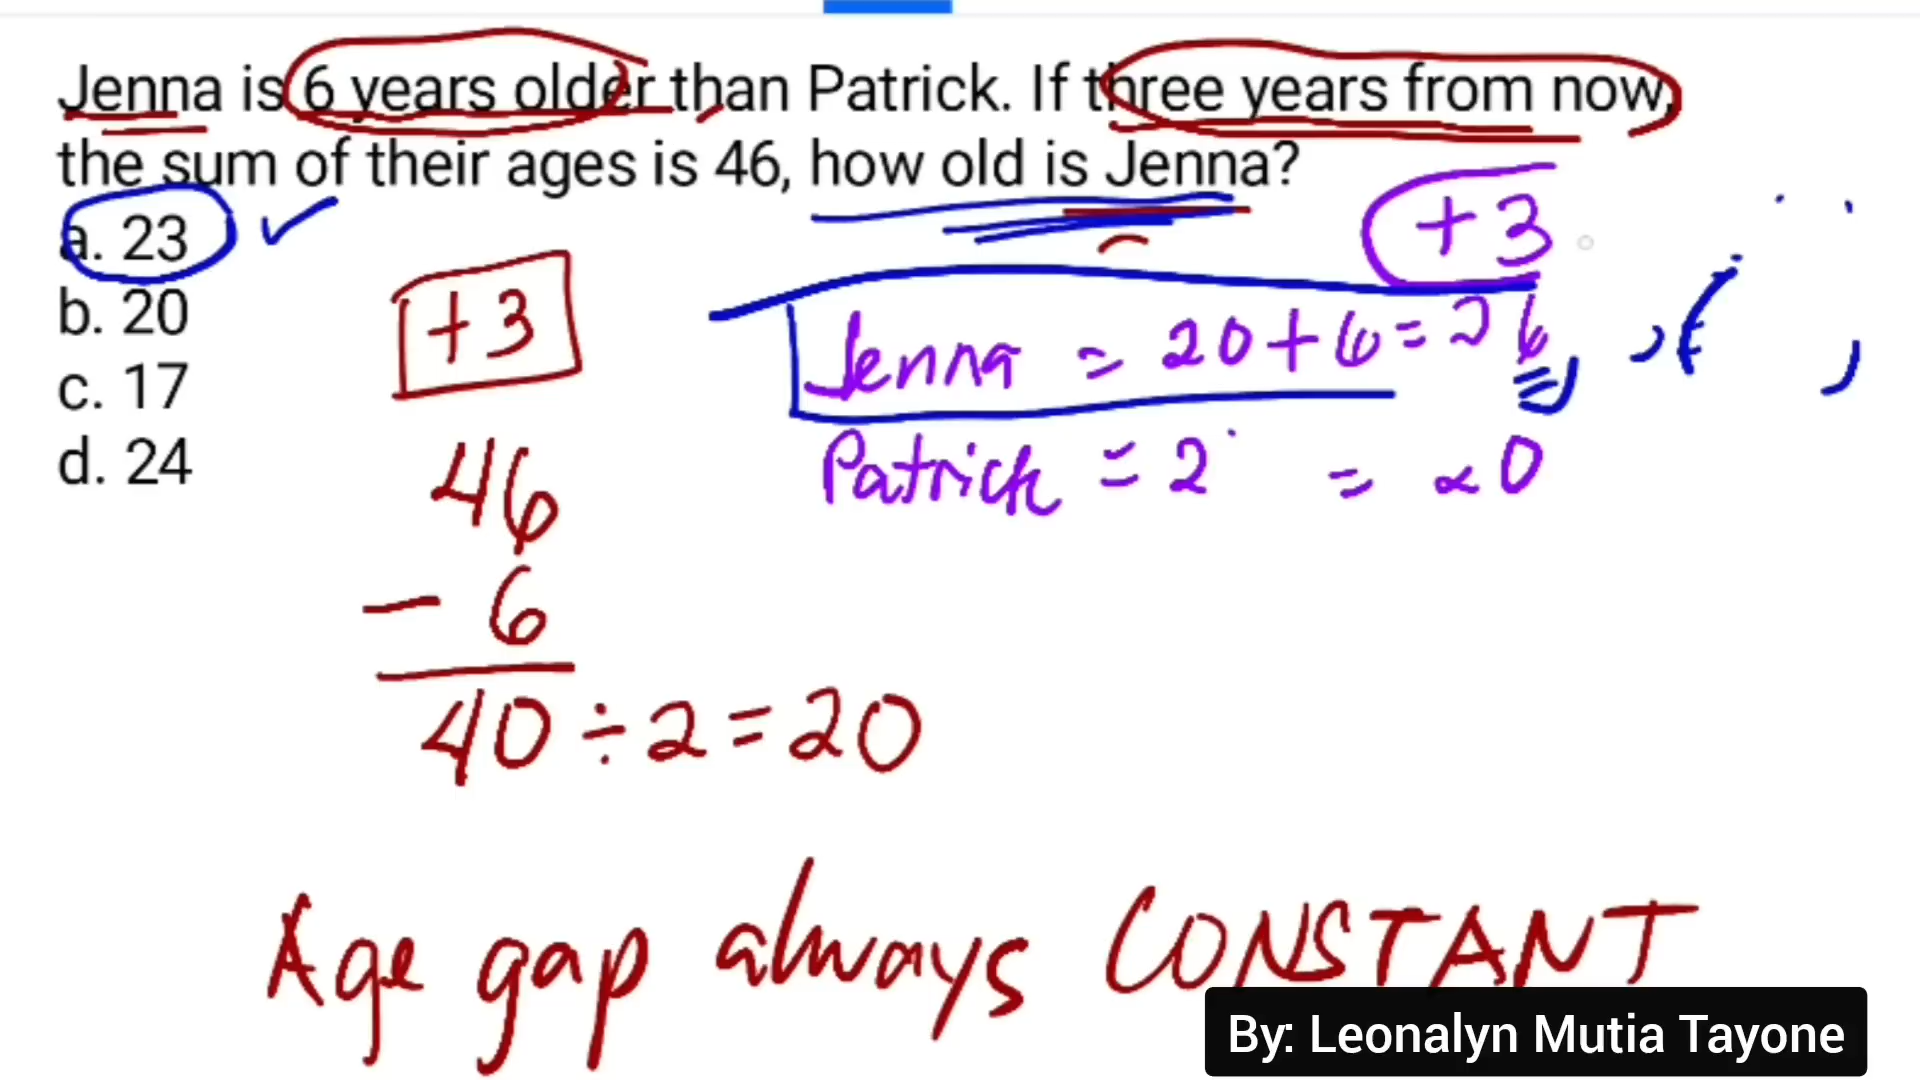 Jenna is 6 years older than Patrick. If three years from now,
the sum of their ages is 46, how old is Jenna?
a. 23
b. 20
c. 17
d. 24
+3
+3
Jenna = 20+6=26
Patrick = 2 = 20
46
- 6
40 ÷ 2 = 20
Age gap always CONSTANT
By: Leonalyn Mutia Tayone